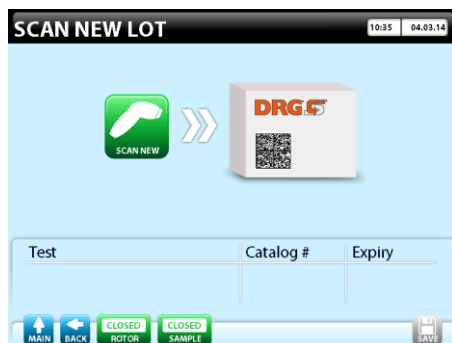 SCAN NEW LOT 10:35 04.03.14
SCAN NEW
DRG
Test Catalog # Expiry
MAIN BACK CLOSED ROTOR CLOSED SAMPLE SAVE